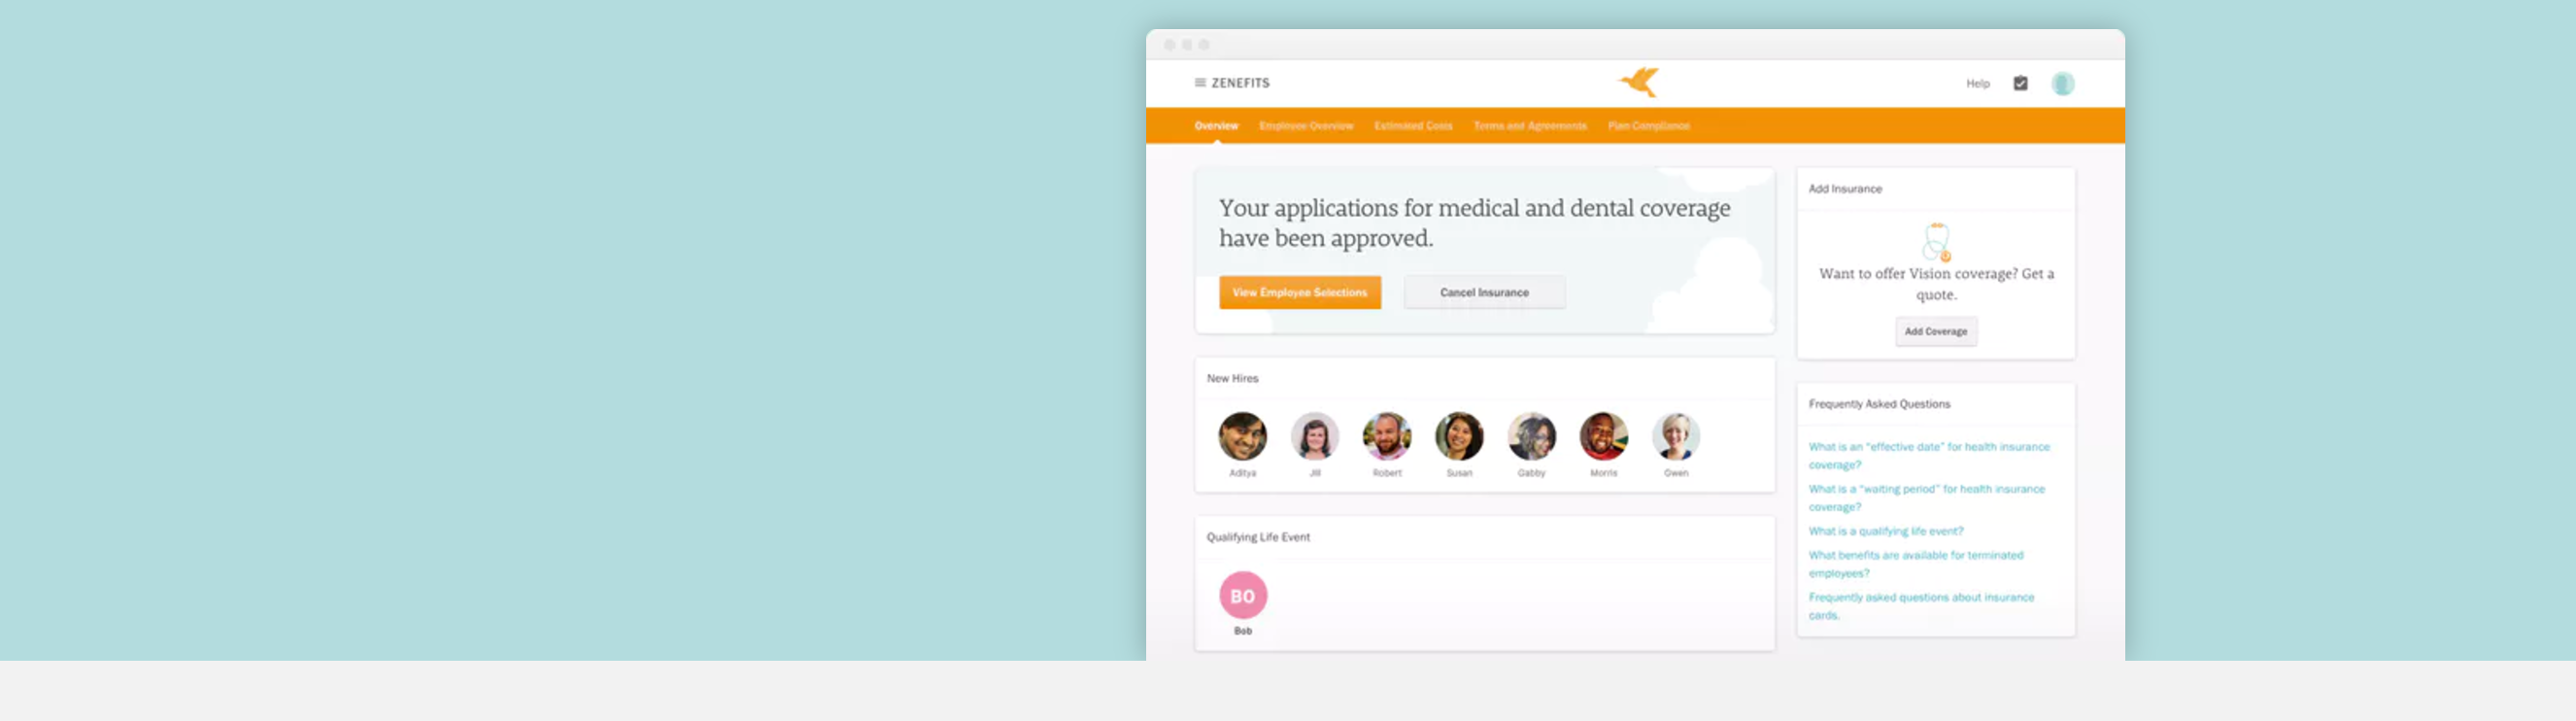 ZENEFITS
Help
Overview
Employee Overview
Estimated Costs
Terms and Agreements
Plan Compliance
Your applications for medical and dental coverage
have been approved.
View Employee Selections
Cancel Insurance
New Hires
Aditya
Jill
Robert
Susan
Gabby
Morris
Gwen
Qualifying Life Event
BO
Bob
Add Insurance
Want to offer Vision coverage? Get a
quote.
Add Coverage
Frequently Asked Questions
What is an “effective date” for health insurance
coverage?
What is a “waiting period” for health insurance
coverage?
What is a qualifying life event?
What benefits are available for terminated
employees?
Frequently asked questions about insurance
cards.